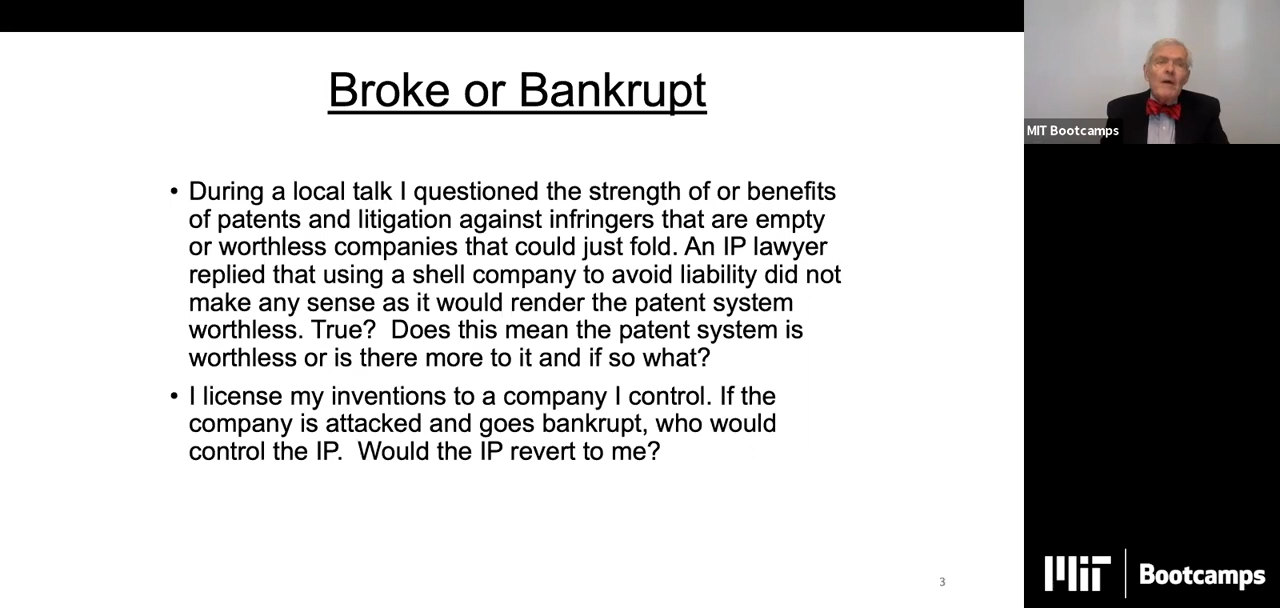 Broke or Bankrupt
• During a local talk I questioned the strength of or benefits
of patents and litigation against infringers that are empty
or worthless companies that could just fold. An IP lawyer
replied that using a shell company to avoid liability did not
make any sense as it would render the patent system
worthless. True?  Does this mean the patent system is
worthless or is there more to it and if so what?
• I license my inventions to a company I control. If the
company is attacked and goes bankrupt, who would
control the IP.  Would the IP revert to me?
3
MIT Bootcamps
MIT Bootcamps